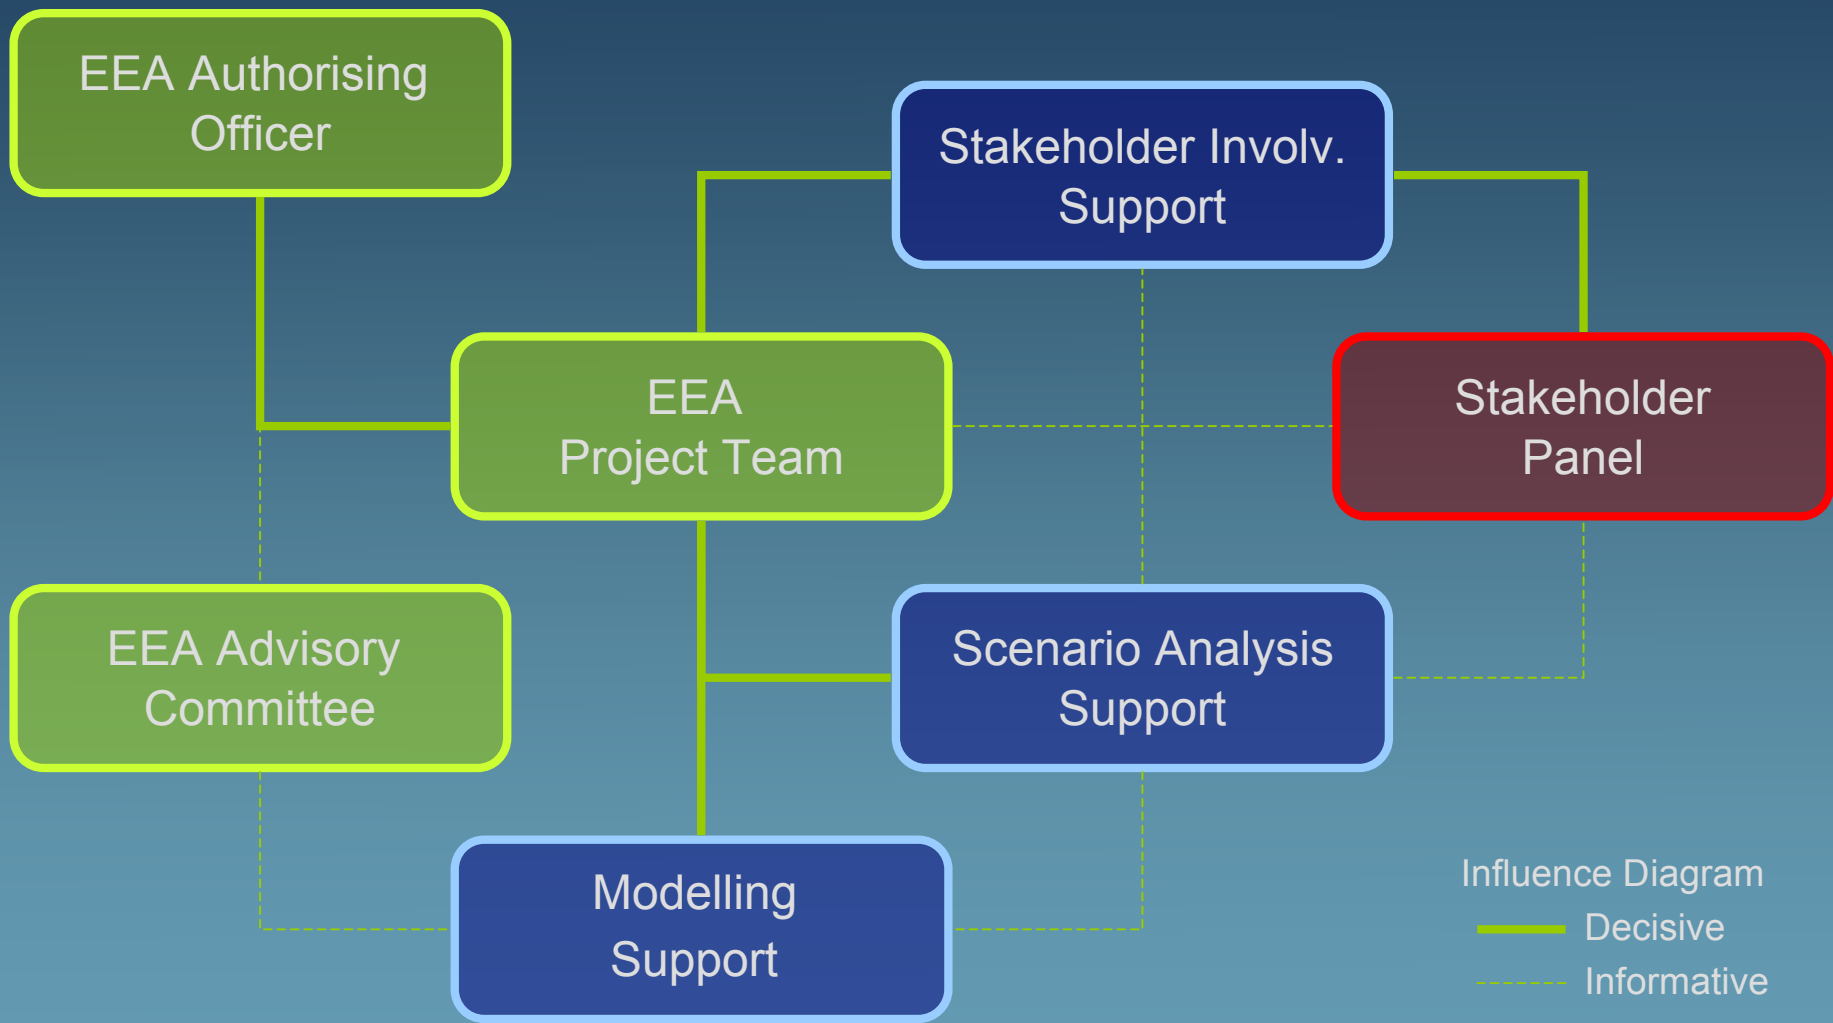 EEA Authorising
Officer
Stakeholder Involv.
Support
EEA
Project Team
Stakeholder
Panel
EEA Advisory
Committee
Scenario Analysis
Support
Modelling
Support
Influence Diagram
Decisive
Informative